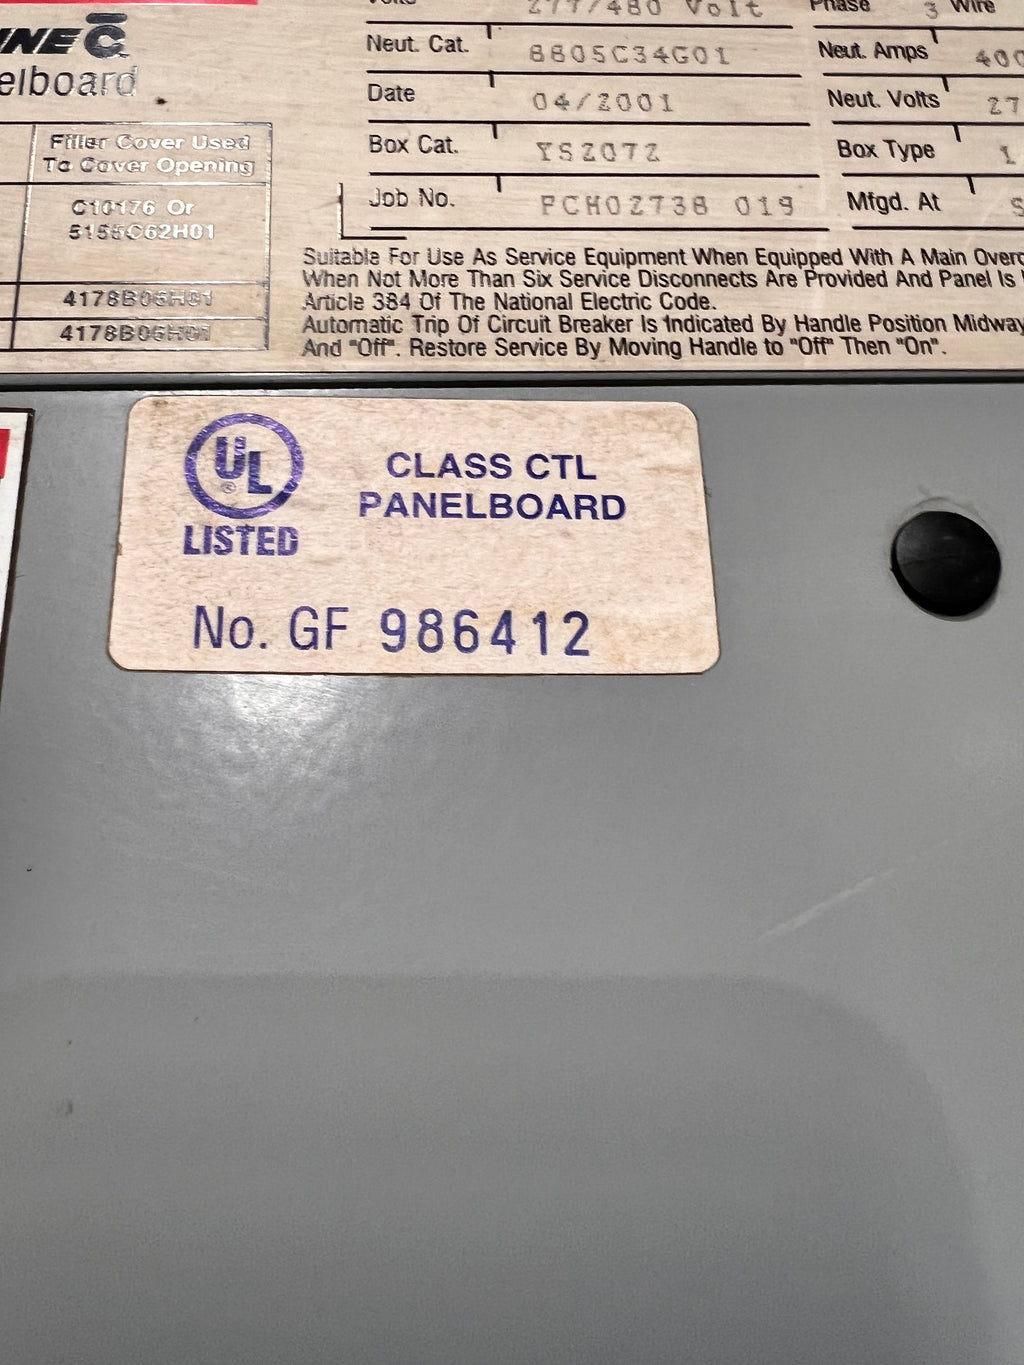 277/480 Volt
Phase 3 Wire
Neut. Cat. 8805C34G01
Neut. Amps 400
Date 04/2001
Neut. Volts 27
Box Cat. YS2072
Box Type 1
Job No. PCH02738 019
Mfgd. At S
elboard
Filler Cover Used
To Cover Opening
C10176 Or
5155C62H01
4178B06H01
4178B06H01
Suitable For Use As Service Equipment When Equipped With A Main Overc
When Not More Than Six Service Disconnects Are Provided And Panel Is
Article 384 Of The National Electric Code.
Automatic Trip Of Circuit Breaker Is Indicated By Handle Position Midway
And "Off". Restore Service By Moving Handle to "Off" Then "On".
UL
®
LISTED
CLASS CTL
PANELBOARD
No. GF 986412